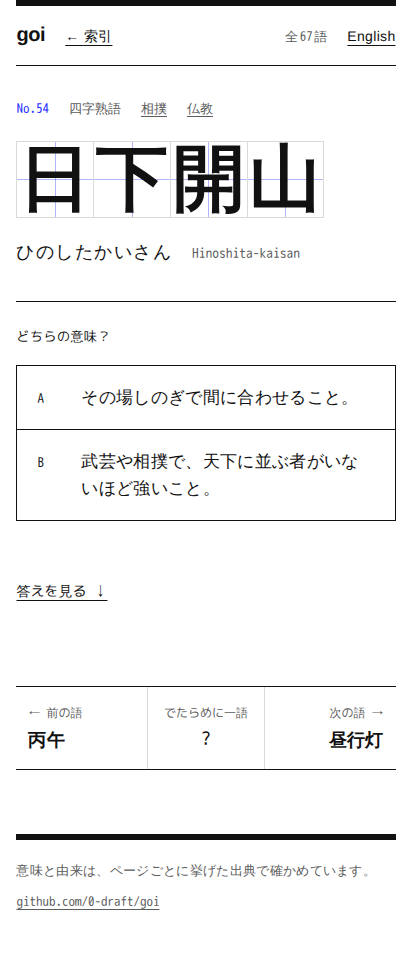 goi ← 索引 全67語 English
No.54 四字熟語 相撲 仏教
日下開山
ひのしたかいさん Hinoshita-kaisan
どちらの意味？
A その場しのぎで間に合わせること。
B 武芸や相撲で、天下に並ぶ者がいな
いほど強いこと。
答えを見る ↓
← 前の語 でたらめに一語 次の語 →
丙午 ? 昼行灯
意味と由来は、ページごとに挙げた出典で確かめています。
github.com/0-draft/goi